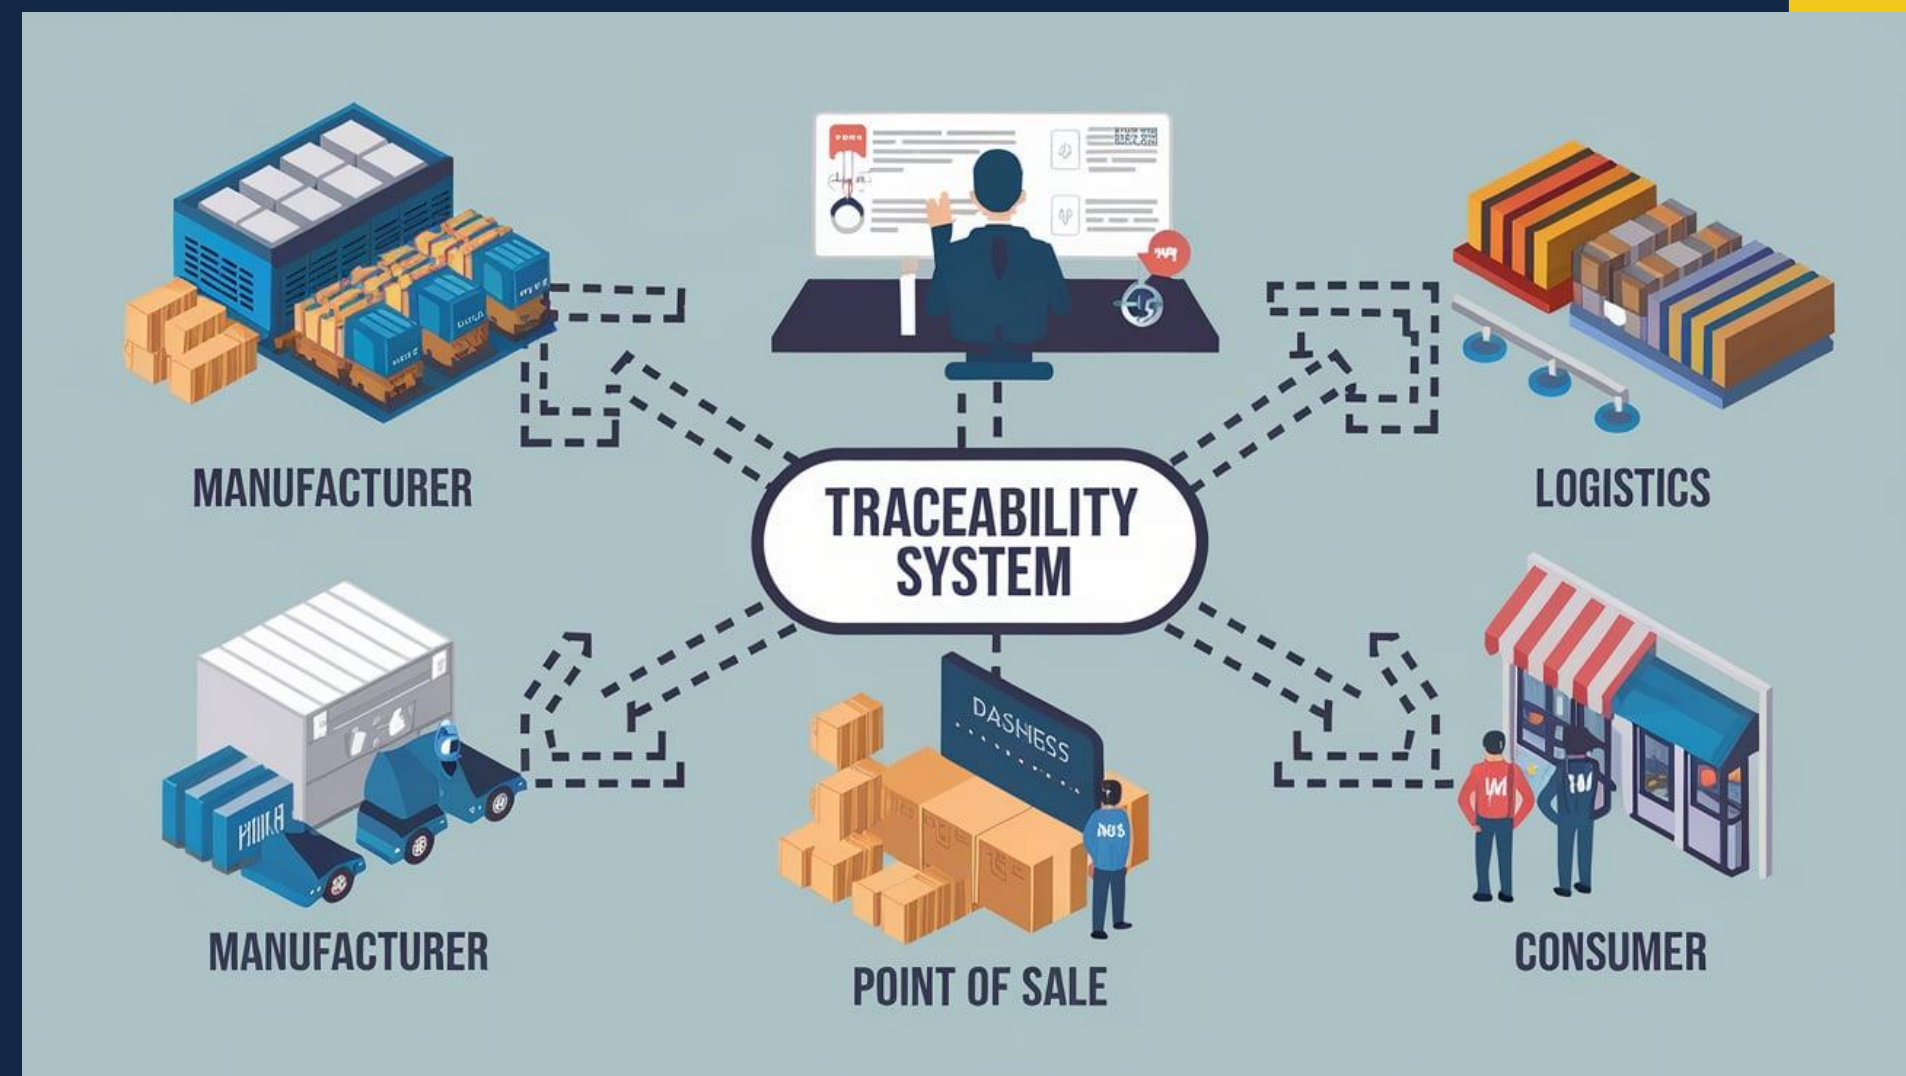 MANUFACTURER
TRACEABILITY
SYSTEM
LOGISTICS
MANUFACTURER
DASHESS
POINT OF SALE
CONSUMER